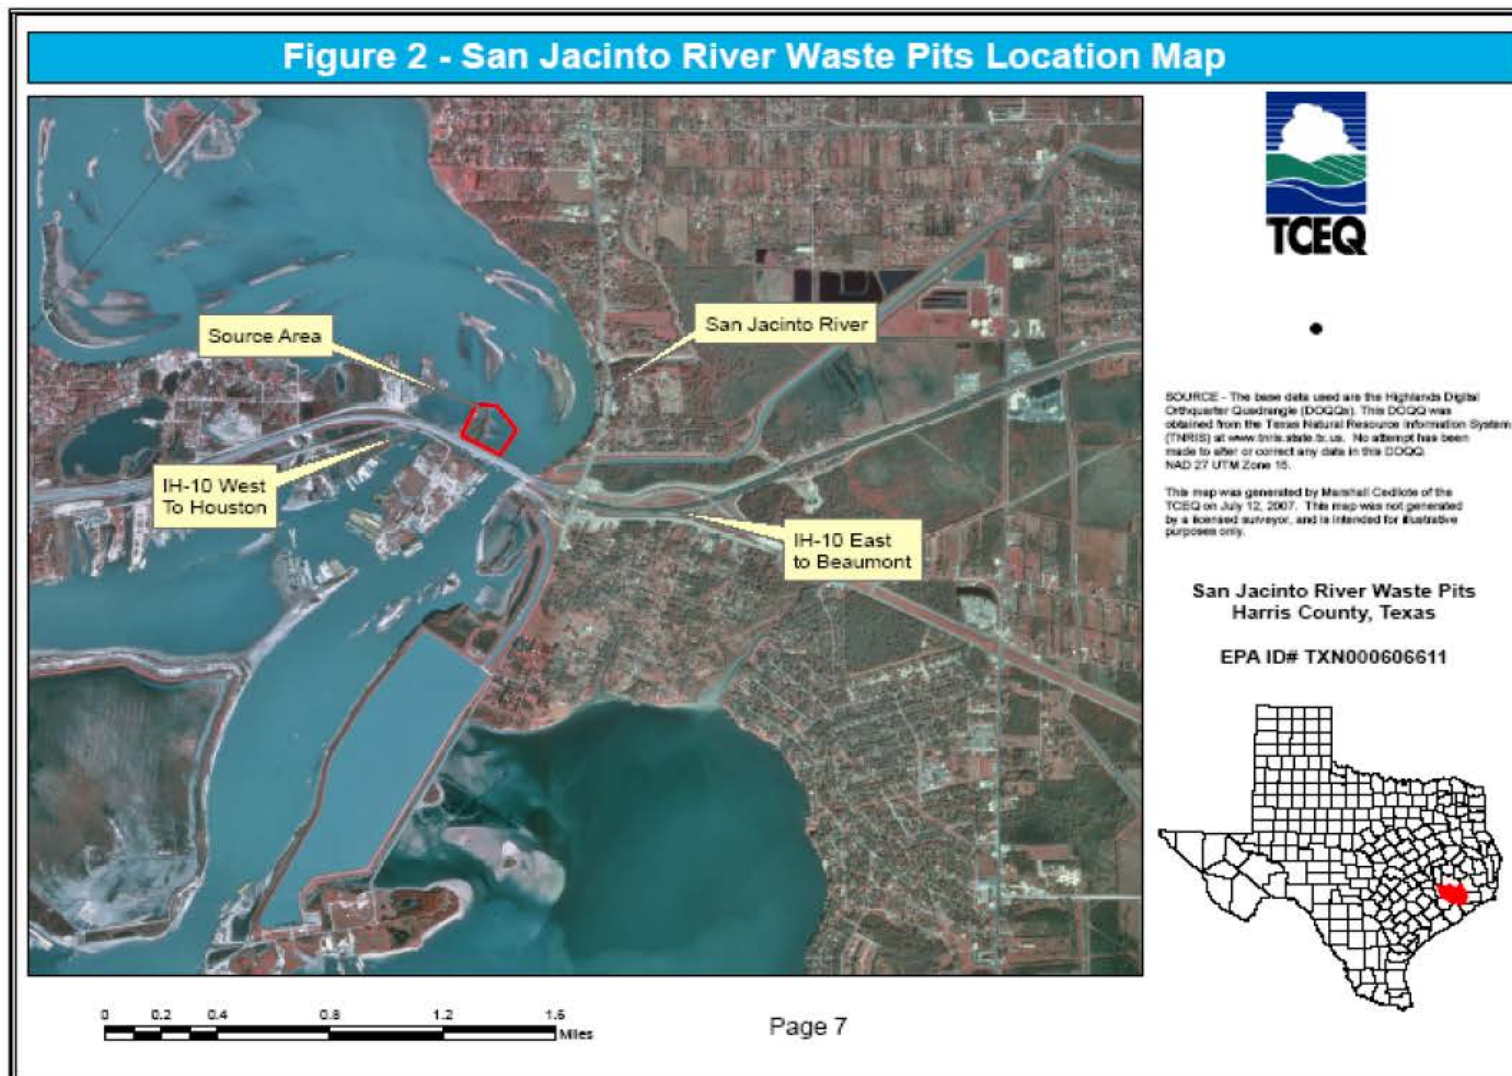 Figure 2 - San Jacinto River Waste Pits Location Map
TCEQ
Source Area
San Jacinto River
IH-10 West
To Houston
IH-10 East
to Beaumont
SOURCE - The base data used are the Highlands Digital
Orthquarter Quadrangle (DOQQs). This DOQQ was
obtained from the Texas Natural Resource Information System
(TNRIS) at www.tnris.state.tx.us. No attempt has been
made to alter or correct any data in this DOQQ.
NAD 27 UTM Zone 15.
This map was generated by Marshall Cedilote of the
TCEQ on July 12, 2007. This map was not generated
by a licensed surveyor, and is intended for illustrative
purposes only.
San Jacinto River Waste Pits
Harris County, Texas
EPA ID# TXN000606611
0 0.2 0.4 0.8 1.2 1.6
Miles
Page 7